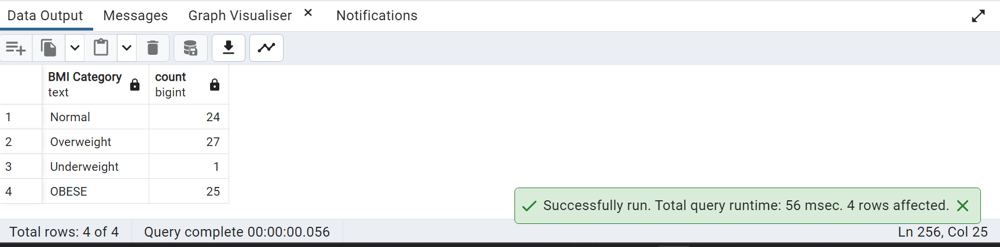 Data Output Messages Graph Visualiser Notifications
BMI Category count
text bigint
1 Normal 24
2 Overweight 27
3 Underweight 1
4 OBESE 25
Successfully run. Total query runtime: 56 msec. 4 rows affected.
Total rows: 4 of 4 Query complete 00:00:00.056 Ln 256, Col 25